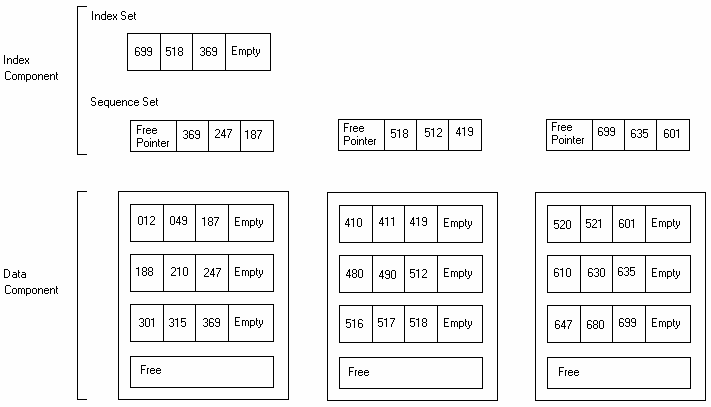 Index Set
699 518 369 Empty
Index
Component
Sequence Set
Free
Pointer 369 247 187
Free
Pointer 518 512 419
Free
Pointer 699 635 601
012 049 187 Empty
410 411 419 Empty
520 521 601 Empty
188 210 247 Empty
480 490 512 Empty
610 630 635 Empty
Data
Component
301 315 369 Empty
516 517 518 Empty
647 680 699 Empty
Free
Free
Free